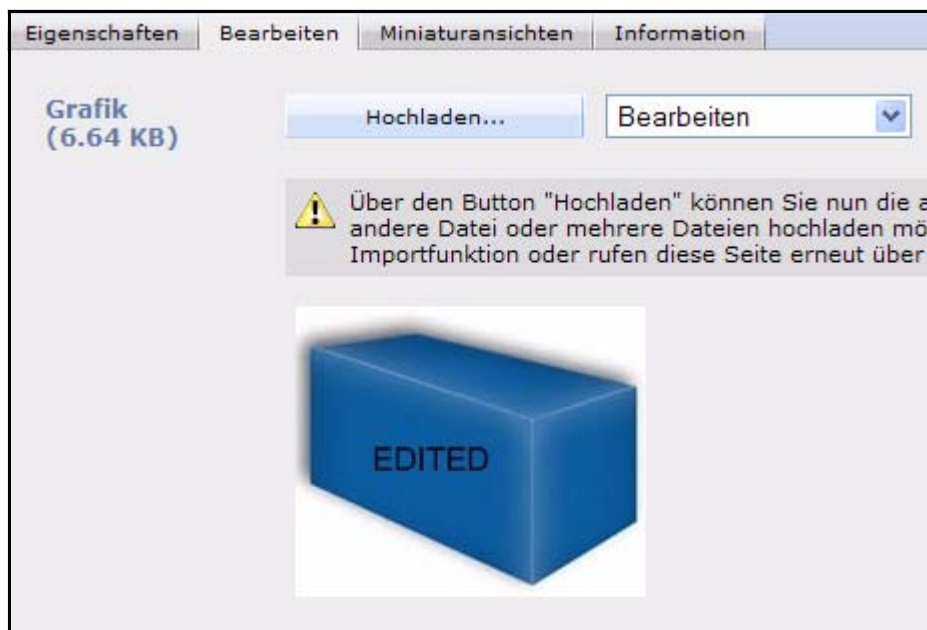 Eigenschaften Bearbeiten Miniaturansichten Information
Grafik
(6.64 KB)
Hochladen... Bearbeiten
Über den Button "Hochladen" können Sie nun die
andere Datei oder mehrere Dateien hochladen
Importfunktion oder rufen diese Seite erneut über
EDITED